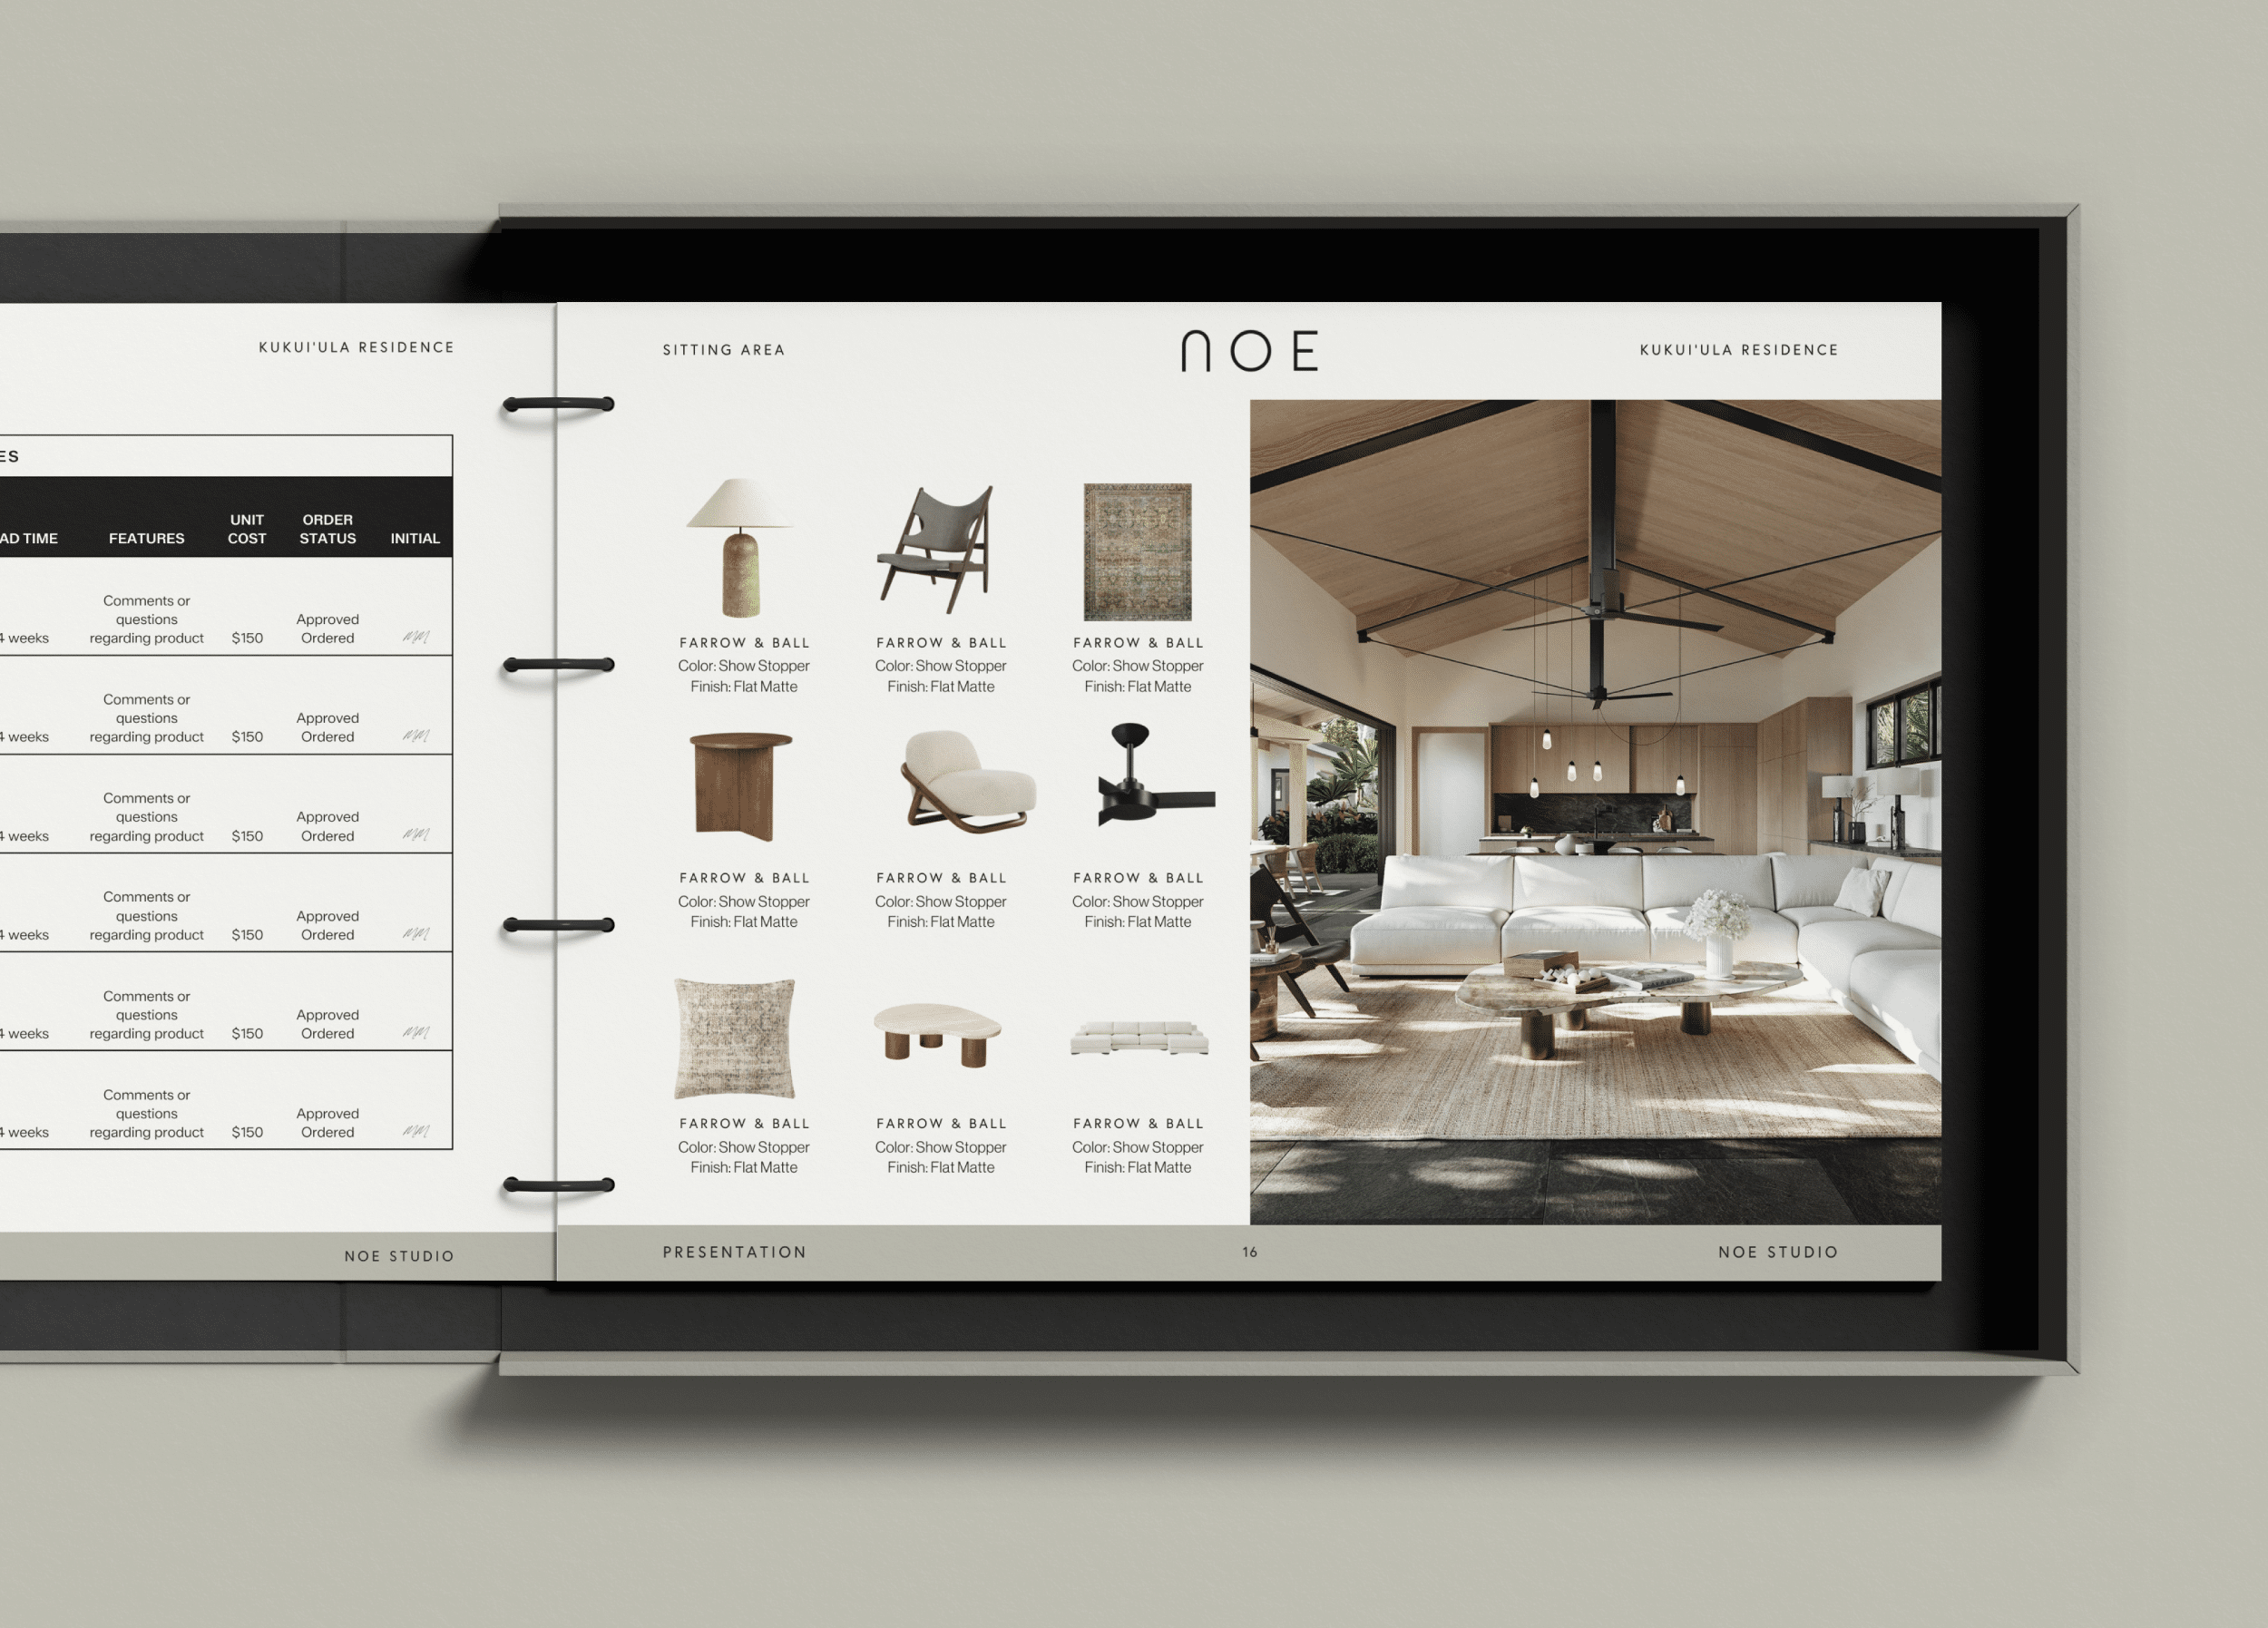 KUKUI'ULA RESIDENCE
ES
AD TIME
FEATURES
UNIT
COST
ORDER
STATUS
INITIAL
4 weeks
Comments or
questions
regarding product
$150
Approved
Ordered
MM
4 weeks
Comments or
questions
regarding product
$150
Approved
Ordered
MM
4 weeks
Comments or
questions
regarding product
$150
Approved
Ordered
MM
4 weeks
Comments or
questions
regarding product
$150
Approved
Ordered
MM
4 weeks
Comments or
questions
regarding product
$150
Approved
Ordered
MM
4 weeks
Comments or
questions
regarding product
$150
Approved
Ordered
MM
NOE STUDIO
SITTING AREA
NOE
KUKUI'ULA RESIDENCE
FARROW & BALL
Color: Show Stopper
Finish: Flat Matte
FARROW & BALL
Color: Show Stopper
Finish: Flat Matte
FARROW & BALL
Color: Show Stopper
Finish: Flat Matte
FARROW & BALL
Color: Show Stopper
Finish: Flat Matte
FARROW & BALL
Color: Show Stopper
Finish: Flat Matte
FARROW & BALL
Color: Show Stopper
Finish: Flat Matte
FARROW & BALL
Color: Show Stopper
Finish: Flat Matte
FARROW & BALL
Color: Show Stopper
Finish: Flat Matte
FARROW & BALL
Color: Show Stopper
Finish: Flat Matte
PRESENTATION
16
NOE STUDIO